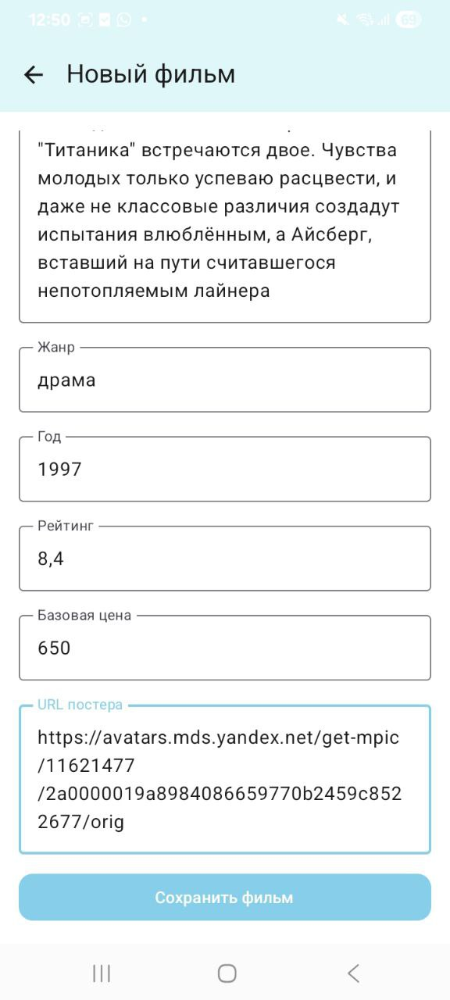 12:50
69
Новый фильм
"Титаника" встречаются двое. Чувства
молодых только успеваю расцвести, и
даже не классовые различия создадут
испытания влюблённым, а Айсберг,
вставший на пути считавшегося
непотопляемым лайнера
Жанр
драма
Год
1997
Рейтинг
8,4
Базовая цена
650
URL постера
https://avatars.mds.yandex.net/get-mpic
/11621477
/2a0000019a8984086659770b2459c852
2677/orig
Сохранить фильм